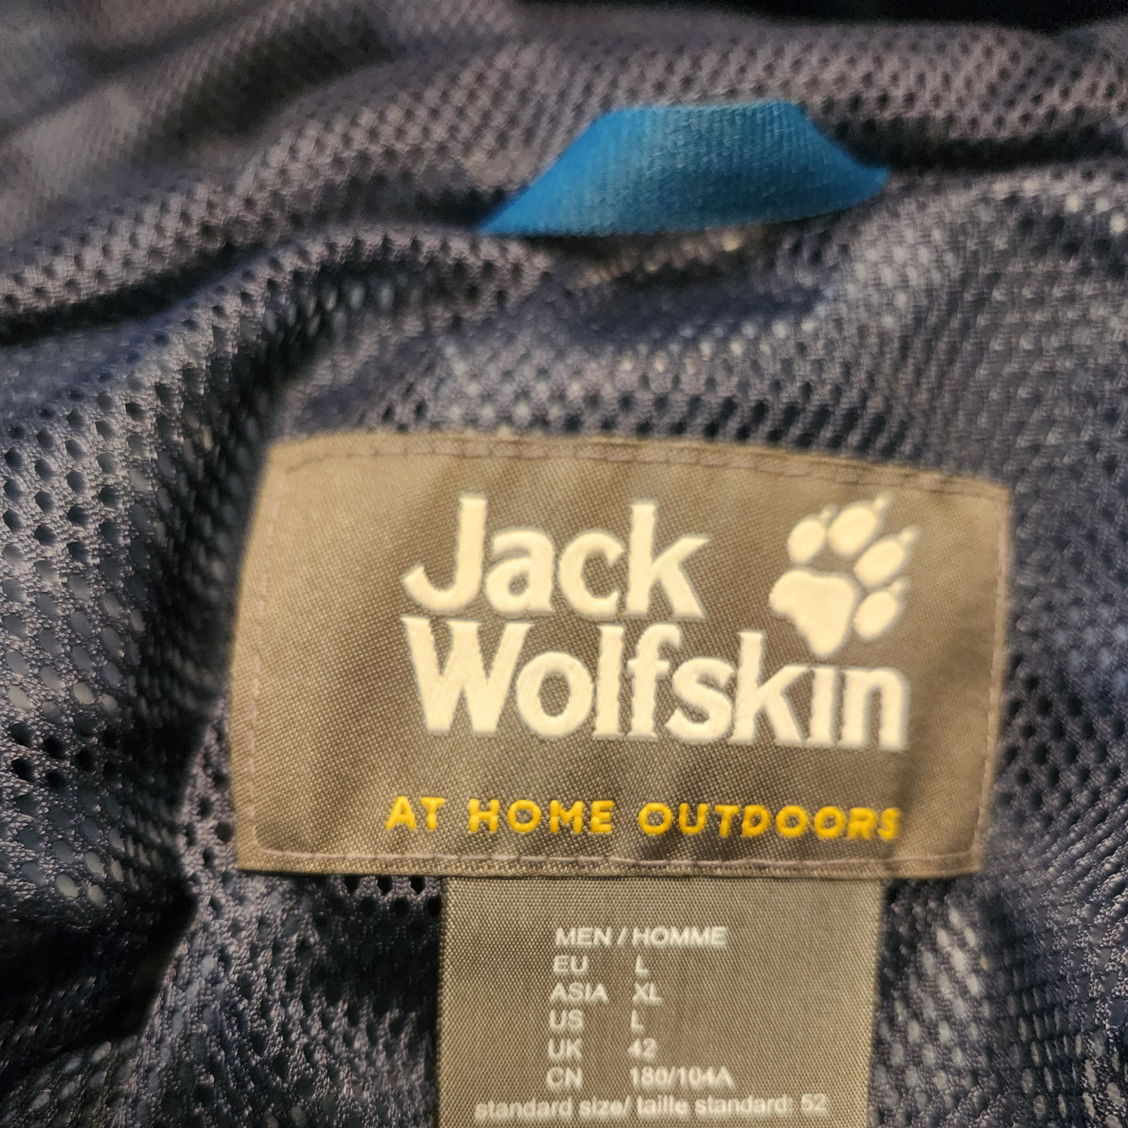 Jack
Wolfskin
AT HOME OUTDOORS
MEN / HOMME
EU L
ASIA XL
US L
UK 42
CN 180/104A
standard size/ taille standard: 52